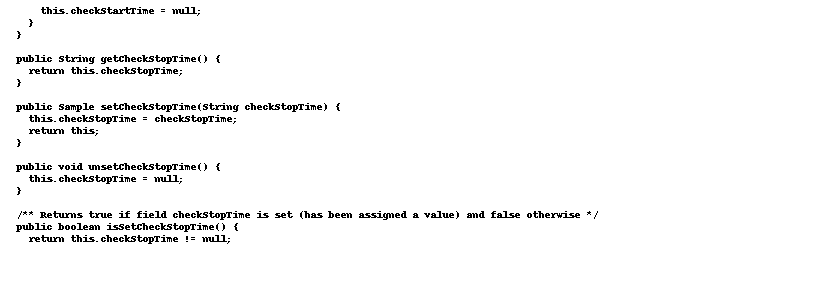 this.checkStartTime = null;
  }
}

public String getCheckStopTime() {
  return this.checkStopTime;
}

public Sample setCheckStopTime(String checkStopTime) {
  this.checkStopTime = checkStopTime;
  return this;
}

public void unsetCheckStopTime() {
  this.checkStopTime = null;
}

/** Returns true if field checkStopTime is set (has been assigned a value) and false otherwise */
public boolean isSetCheckStopTime() {
  return this.checkStopTime != null;